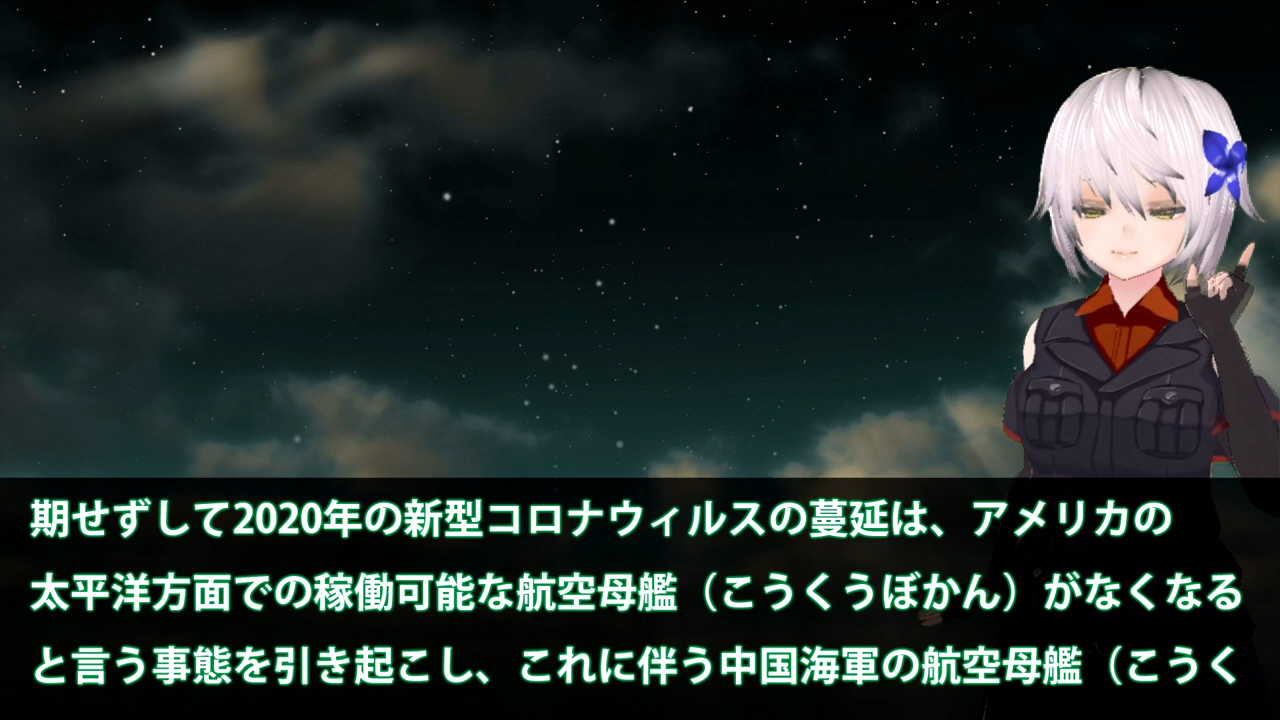 期せずして2020年の新型コロナウィルスの蔓延は、アメリカの
太平洋方面での稼働可能な航空母艦（こうくうぼかん）がなくなる
と言う事態を引き起こし、これに伴う中国海軍の航空母艦（こうく